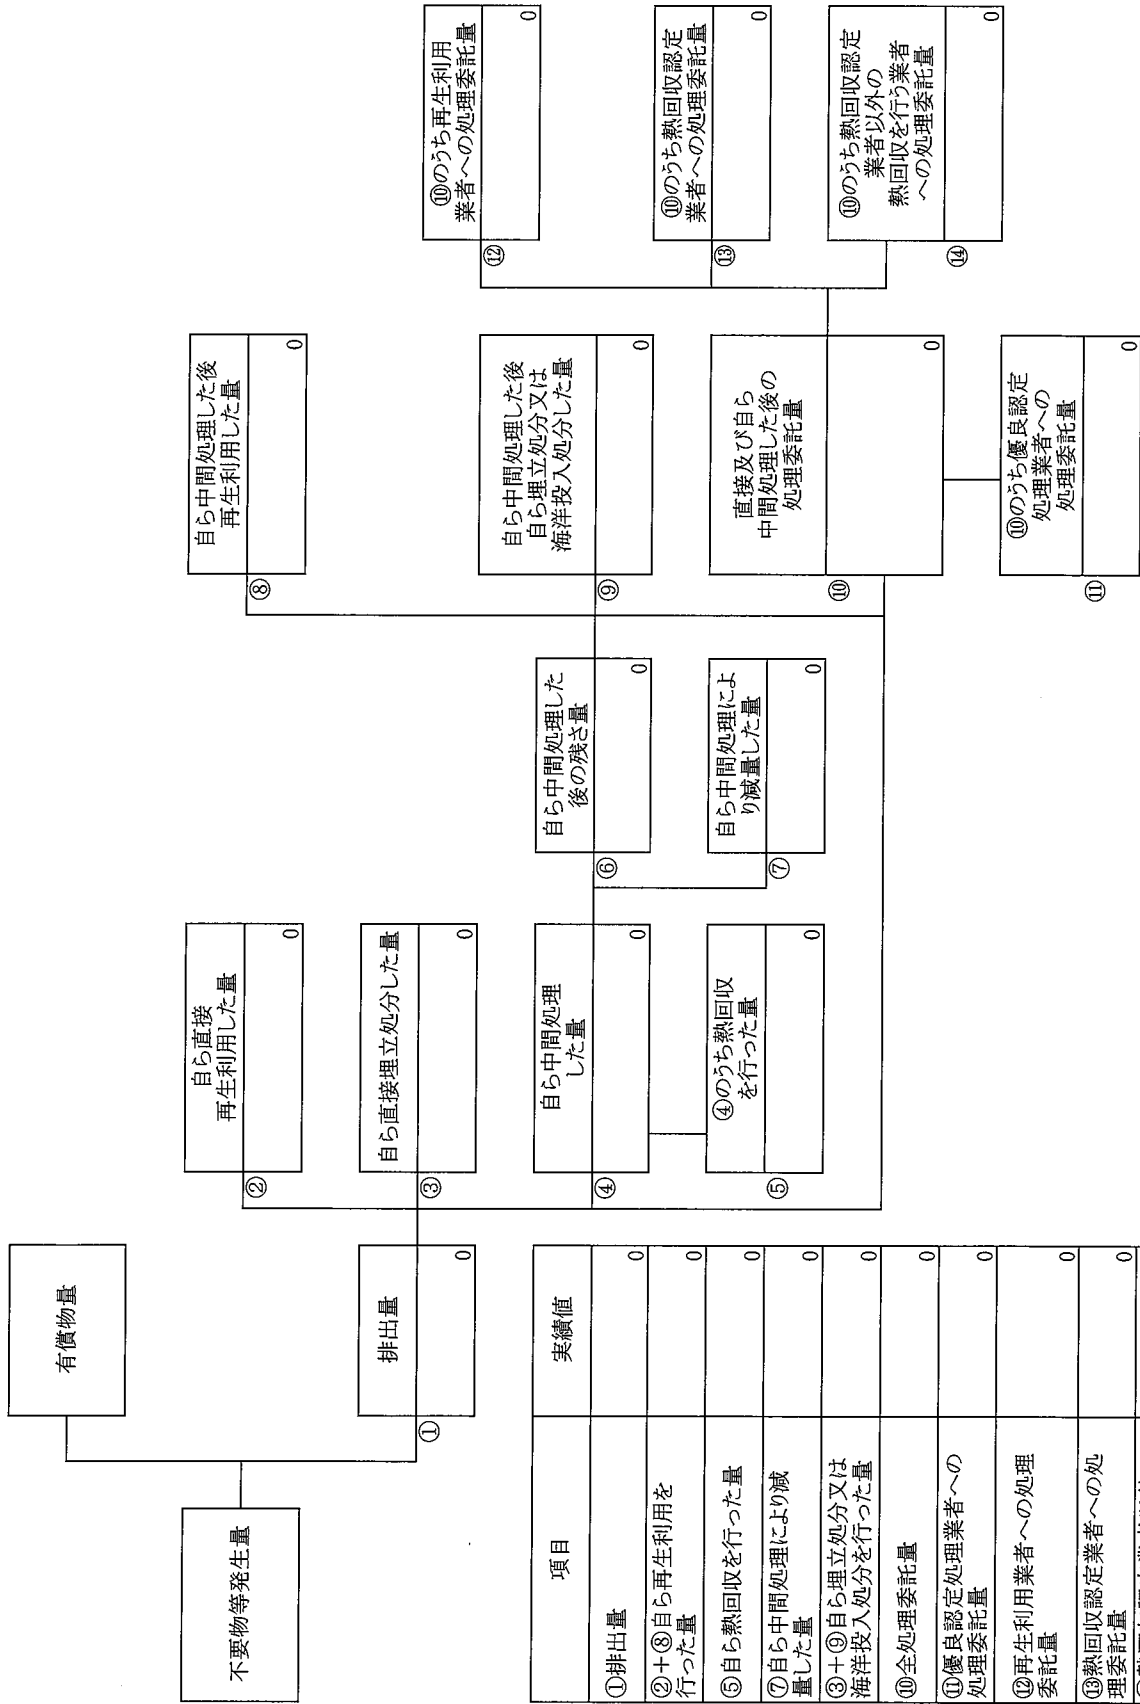 不要物等発生量
有償物量
①
排出量
0
②
自ら直接
再生利用した量
0
③
自ら直接埋立処分した量
0
④
自ら中間処理
した量
0
⑤
④のうち熱回収
を行った量
0
⑥
自ら中間処理した
後の残さ量
0
⑦
自ら中間処理によ
り減量した量
0
⑧
自ら中間処理した後
再生利用した量
0
⑨
自ら中間処理した後
自ら埋立処分又は
海洋投入処分した量
0
⑩
直接及び自ら
中間処理した後の
処理委託量
0
⑪
⑩のうち優良認定
処理業者への
処理委託量
0
⑫
⑩のうち再生利用
業者への処理委託量
0
⑬
⑩のうち熱回収認定
業者への処理委託量
0
⑭
⑩のうち熱回収認定
業者以外の
熱回収を行う業者
への処理委託量
0
項目 実績値
①排出量 0
②+⑧自ら再生利用を
行った量 0
⑤自ら熱回収を行った量 0
⑦自ら中間処理により減
量した量 0
③+⑨自ら埋立処分又は
海洋投入処分を行った量 0
⑩全処理委託量 0
⑪優良認定処理業者への
処理委託量 0
⑫再生利用業者への処理
委託量 0
⑬熱回収認定業者への処
理委託量 0